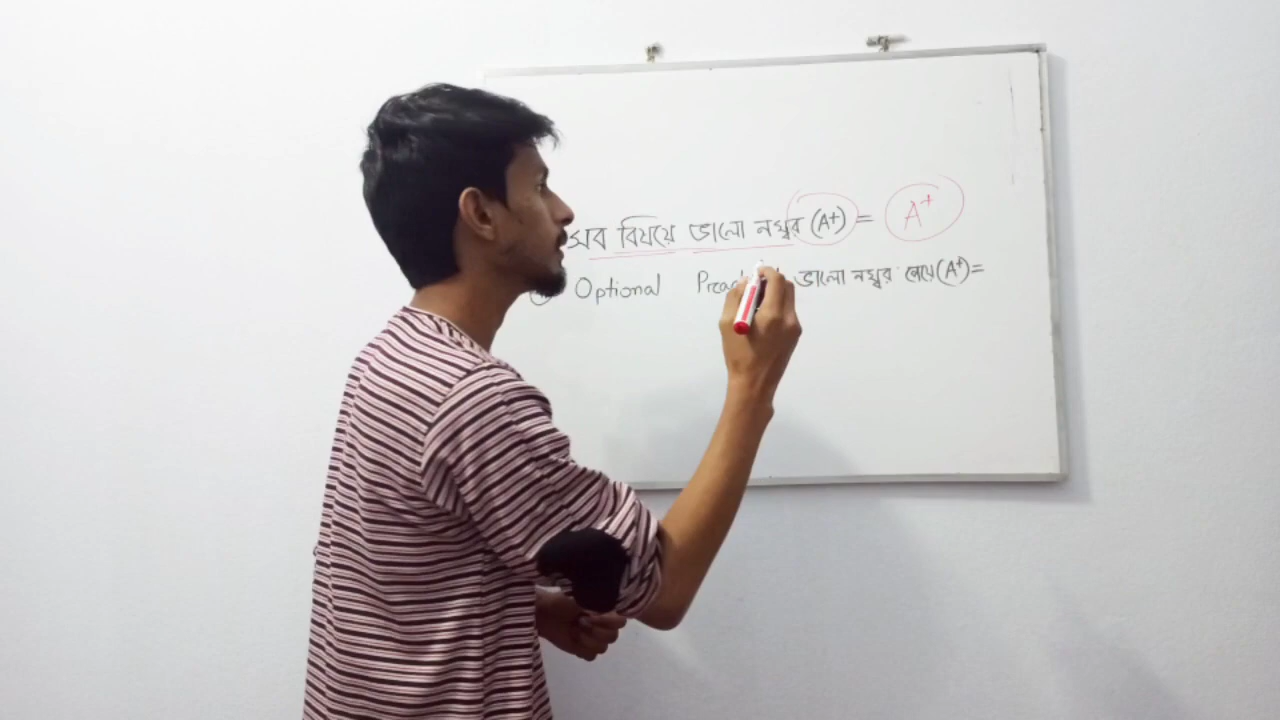 সব বিষয়ে ভালো নম্বর (A+) = A+
Optional ভালো নম্বর পেয়ে (A+) =